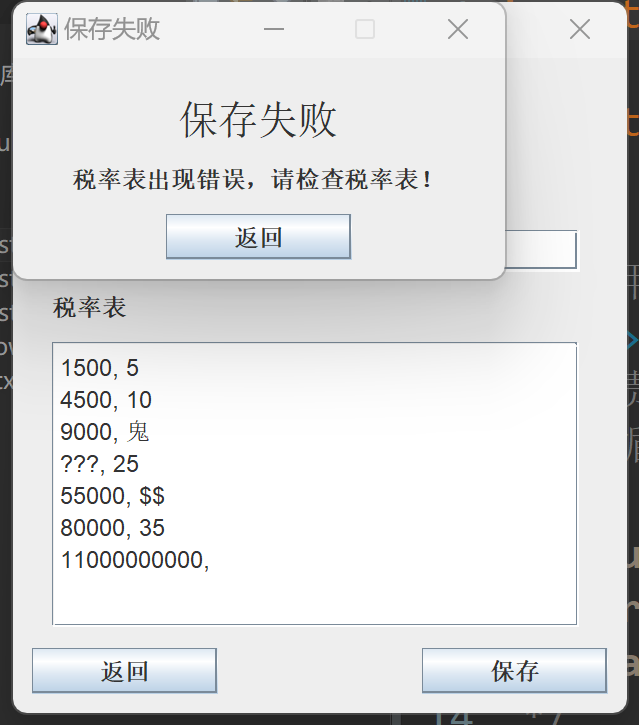 保存失败
保存失败
税率表出现错误，请检查税率表！
返回
税率表
1500, 5
4500, 10
9000, 鬼
???, 25
55000, $$
80000, 35
11000000000,
返回
保存